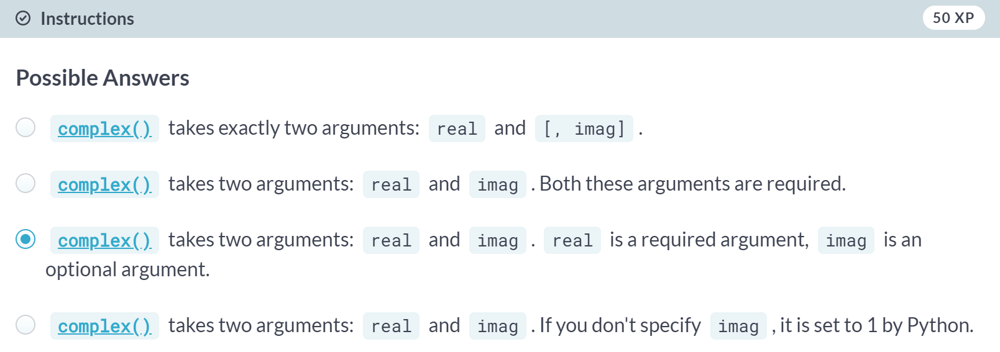 Instructions 50 XP
Possible Answers
complex() takes exactly two arguments: real and [, imag] .
complex() takes two arguments: real and imag . Both these arguments are required.
complex() takes two arguments: real and imag . real is a required argument, imag is an
optional argument.
complex() takes two arguments: real and imag . If you don't specify imag , it is set to 1 by Python.